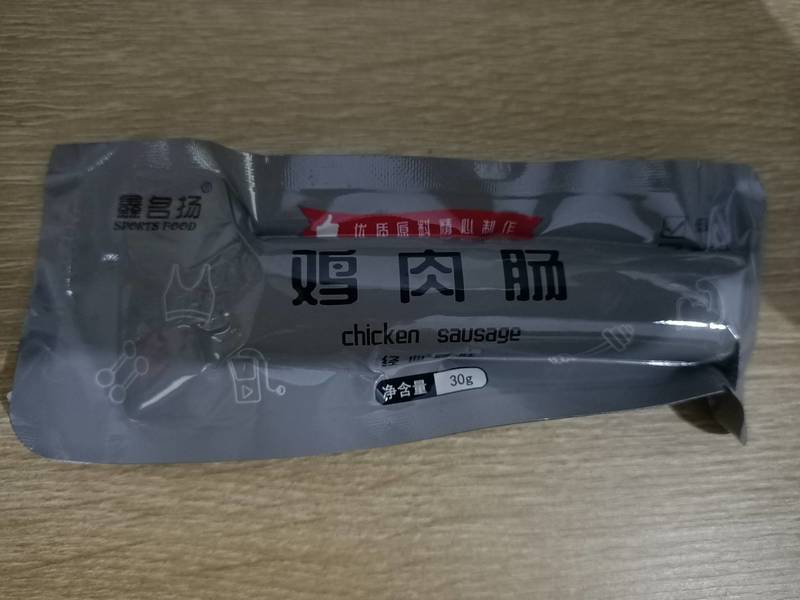 鑫名扬®
SPORTS FOOD
优质原料精心制作
鸡肉肠
chicken sausage
净含量 30g